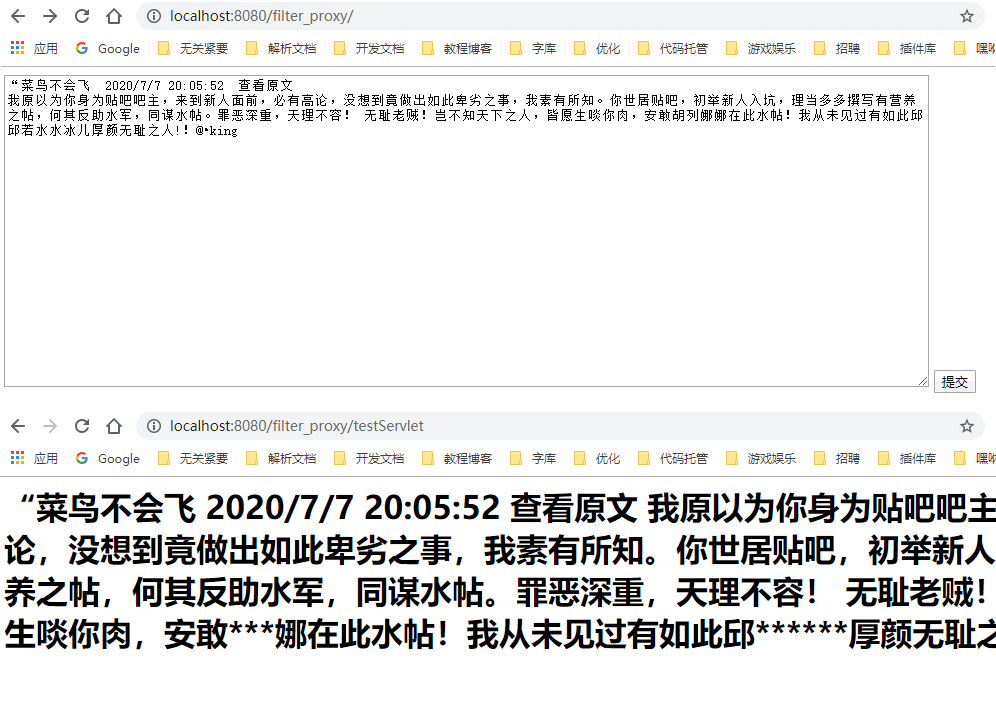 localhost:8080/filter_proxy/
应用 Google 无关紧要 解析文档 开发文档 教程博客 字库 优化 代码托管 游戏娱乐 招聘 插件库 嘿咻
“菜鸟不会飞 2020/7/7 20:05:52 查看原文
我原以为你身为贴吧吧主，来到新人面前，必有高论，没想到竟做出如此卑劣之事，我素有所知。你世居贴吧，初举新人入坑，理当多多撰写有营养
之帖，何其反助水军，同谋水帖。罪恶深重，天理不容！ 无耻老贼！岂不知天下之人，皆愿生啖你肉，安敢胡列娜娜在此水帖！我从未见过有如此邱
邱若水水冰儿厚颜无耻之人!！@•king
提交
localhost:8080/filter_proxy/testServlet
应用 Google 无关紧要 解析文档 开发文档 教程博客 字库 优化 代码托管 游戏娱乐 招聘 插件库
“菜鸟不会飞 2020/7/7 20:05:52 查看原文 我原以为你身为贴吧吧主
论，没想到竟做出如此卑劣之事，我素有所知。你世居贴吧，初举新人
养之帖，何其反助水军，同谋水帖。罪恶深重，天理不容！ 无耻老贼！
生啖你肉，安敢***娜在此水帖！我从未见过有如此邱******厚颜无耻之